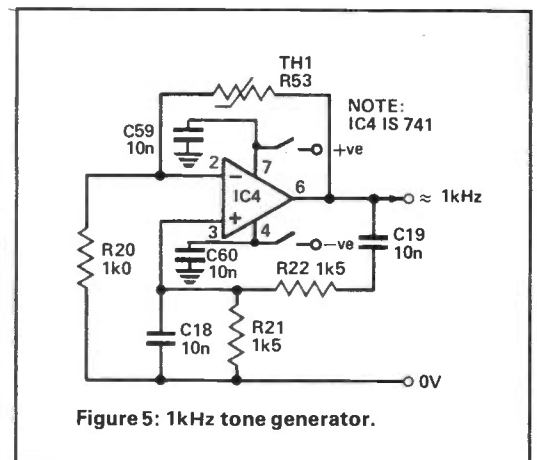 TH1
R53
NOTE:
IC4 IS 741
C59
10n
+ve
2
7
−
IC4
6
≈ 1kHz
+
3
4
−ve
C19
10n
R20
1k0
C60
10n
R22 1k5
C18
10n
R21
1k5
0V
Figure 5: 1kHz tone generator.